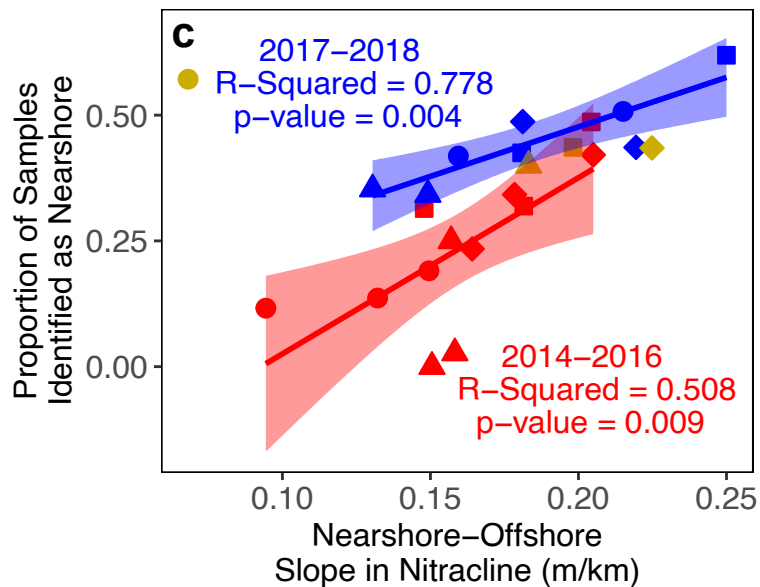 c
2017−2018
R−Squared = 0.778
p−value = 0.004
2014−2016
R−Squared = 0.508
p−value = 0.009
Proportion of Samples
Identified as Nearshore
0.50
0.25
0.00
0.10
0.15
0.20
0.25
Nearshore−Offshore
Slope in Nitracline (m/km)